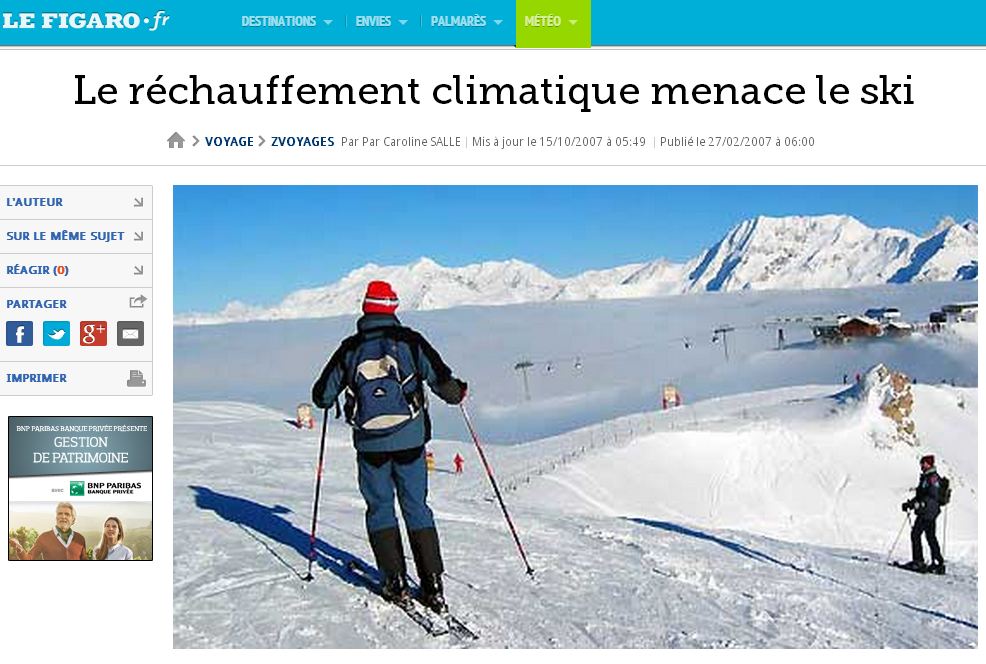 LE FIGARO·fr
DESTINATIONS
ENVIES
PALMARÈS
MÉTÉO
Le réchauffement climatique menace le ski
VOYAGE
ZVOYAGES
Par Par Caroline SALLE | Mis à jour le 15/10/2007 à 05:49 | Publié le 27/02/2007 à 06:00
L'AUTEUR
SUR LE MÊME SUJET
RÉAGIR (0)
PARTAGER
IMPRIMER
BNP PARIBAS BANQUE PRIVÉE PRÉSENTE
GESTION
DE PATRIMOINE
avec
BNP PARIBAS
BANQUE PRIVÉE